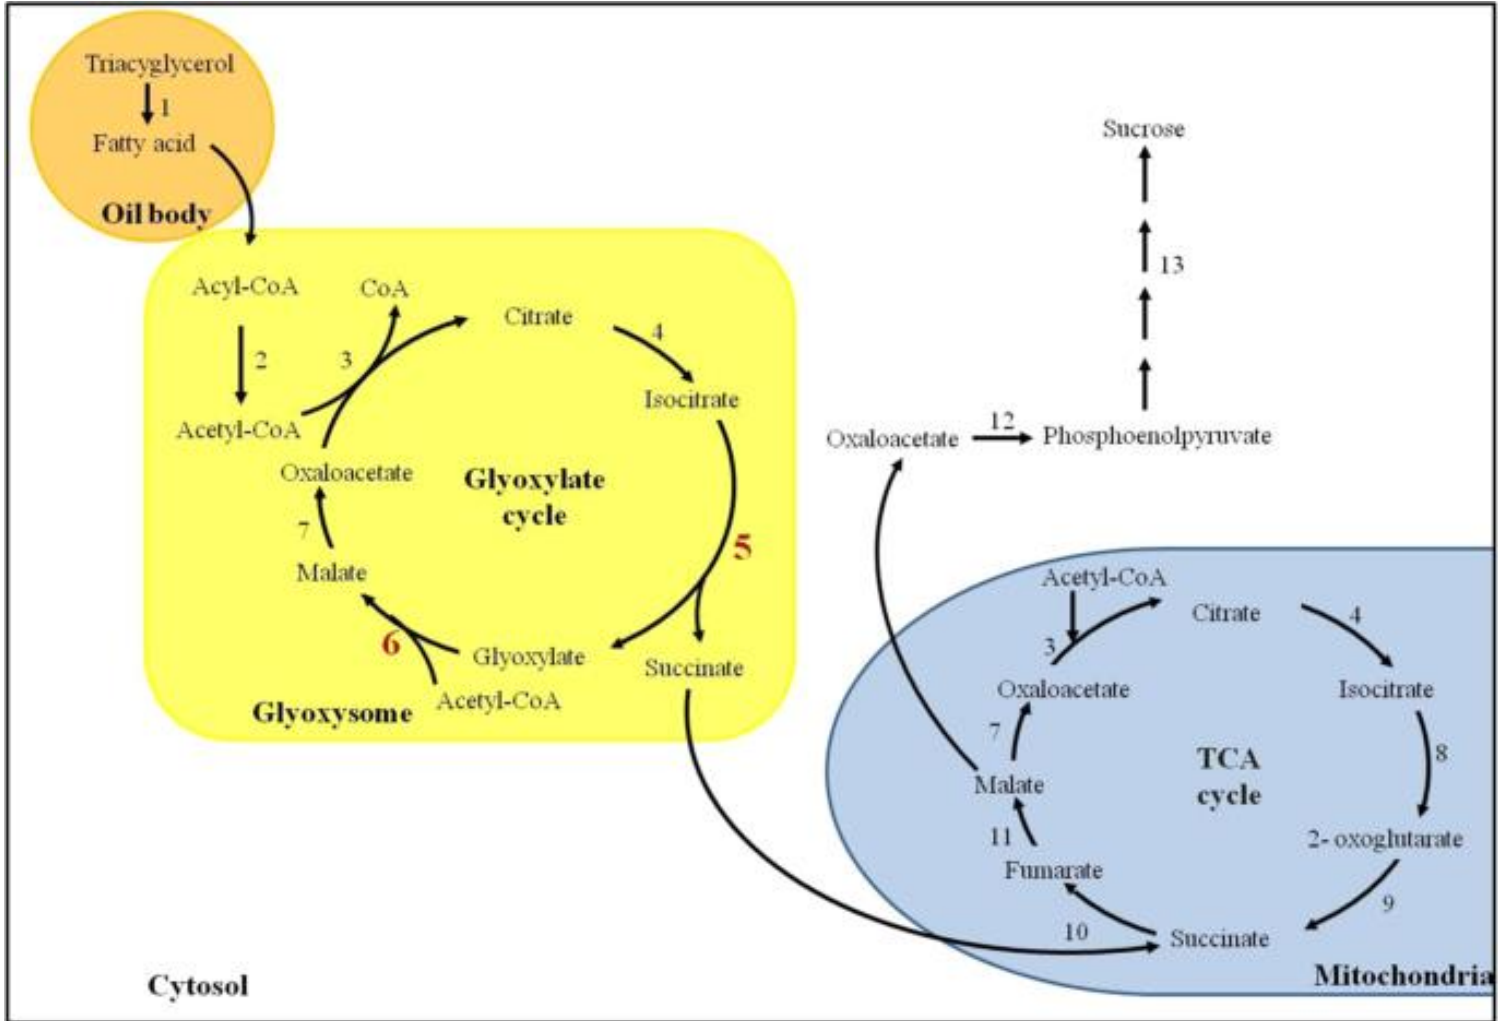 Triacyglycerol
1
Fatty acid
Oil body
Acyl-CoA
CoA
Citrate
4
2
3
Isocitrate
Acetyl-CoA
Oxaloacetate
Glyoxylate
cycle
7
5
Malate
6
Glyoxylate
Succinate
Acetyl-CoA
Glyoxysome
Sucrose
13
Oxaloacetate
12
Phosphoenolpyruvate
Acetyl-CoA
Citrate
4
3
Oxaloacetate
Isocitrate
7
TCA
cycle
8
Malate
11
2- oxoglutarate
Fumarate
9
10
Succinate
Mitochondria
Cytosol